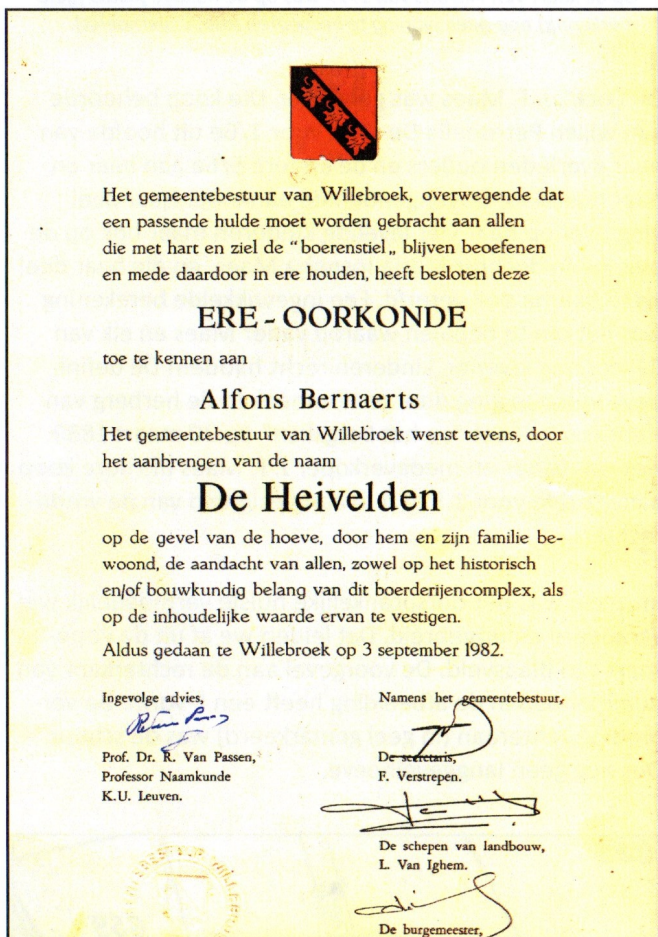 Het gemeentebestuur van Willebroek, overwegende dat
een passende hulde moet worden gebracht aan allen
die met hart en ziel de "boerenstiel„ blijven beoefenen
en mede daardoor in ere houden, heeft besloten deze
ERE - OORKONDE
toe te kennen aan
Alfons Bernaerts
Het gemeentebestuur van Willebroek wenst tevens, door
het aanbrengen van de naam
De Heivelden
op de gevel van de hoeve, door hem en zijn familie be-
woond, de aandacht van allen, zowel op het historisch
en/of bouwkundig belang van dit boerderijencomplex, als
op de inhoudelijke waarde ervan te vestigen.
Aldus gedaan te Willebroek op 3 september 1982.
Ingevolge advies,
Prof. Dr. R. Van Passen,
Professor Naamkunde
K.U. Leuven.
Namens het gemeentebestuur,
De secretaris,
F. Verstrepen.
De schepen van landbouw,
L. Van Ighem.
De burgemeester,